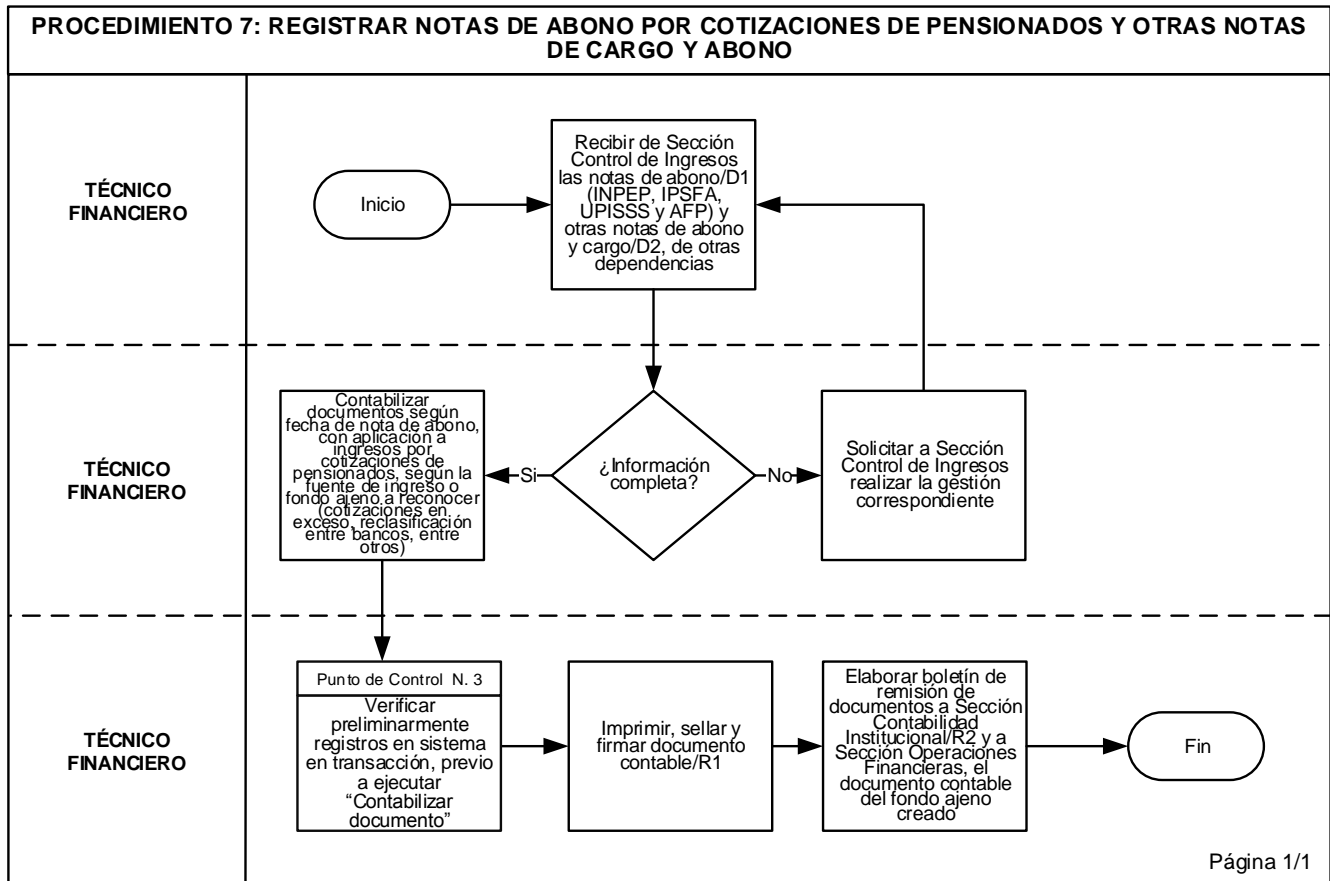 PROCEDIMIENTO 7: REGISTRAR NOTAS DE ABONO POR COTIZACIONES DE PENSIONADOS Y OTRAS NOTAS
DE CARGO Y ABONO
TÉCNICO
FINANCIERO
Inicio
Recibir de Sección
Control de Ingresos
las notas de abono/D1
(INPEP, IPSFA,
UPISSS y AFP) y
otras notas de abono
y cargo/D2, de otras
dependencias
TÉCNICO
FINANCIERO
Contabilizar
documentos según
fecha de nota de abono,
con aplicación a
ingresos por
cotizaciones de
pensionados, según la
fuente de ingreso o
fondo ajeno a reconocer
(cotizaciones en
exceso, reclasificación
entre bancos, entre
otros)
Si
¿Información
completa?
No
Solicitar a Sección
Control de Ingresos
realizar la gestión
correspondiente
TÉCNICO
FINANCIERO
Punto de Control N. 3
Verificar
preliminarmente
registros en sistema
en transacción, previo
a ejecutar
“Contabilizar
documento”
Imprimir, sellar y
firmar documento
contable/R1
Elaborar boletín de
remisión de
documentos a Sección
Contabilidad
Institucional/R2 y a
Sección Operaciones
Financieras, el
documento contable
del fondo ajeno
creado
Fin
Página 1/1